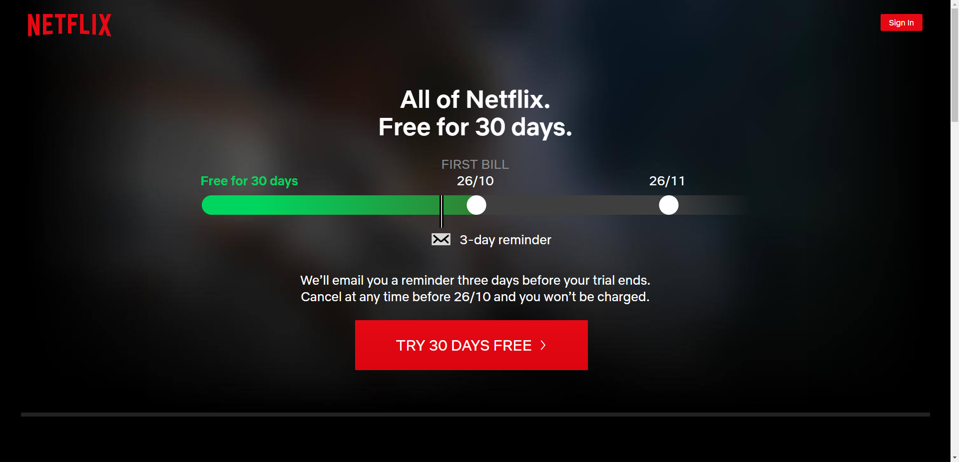 NETFLIX
Sign In
All of Netflix.
Free for 30 days.
FIRST BILL
Free for 30 days
26/10
26/11
3-day reminder
We'll email you a reminder three days before your trial ends.
Cancel at any time before 26/10 and you won't be charged.
TRY 30 DAYS FREE >